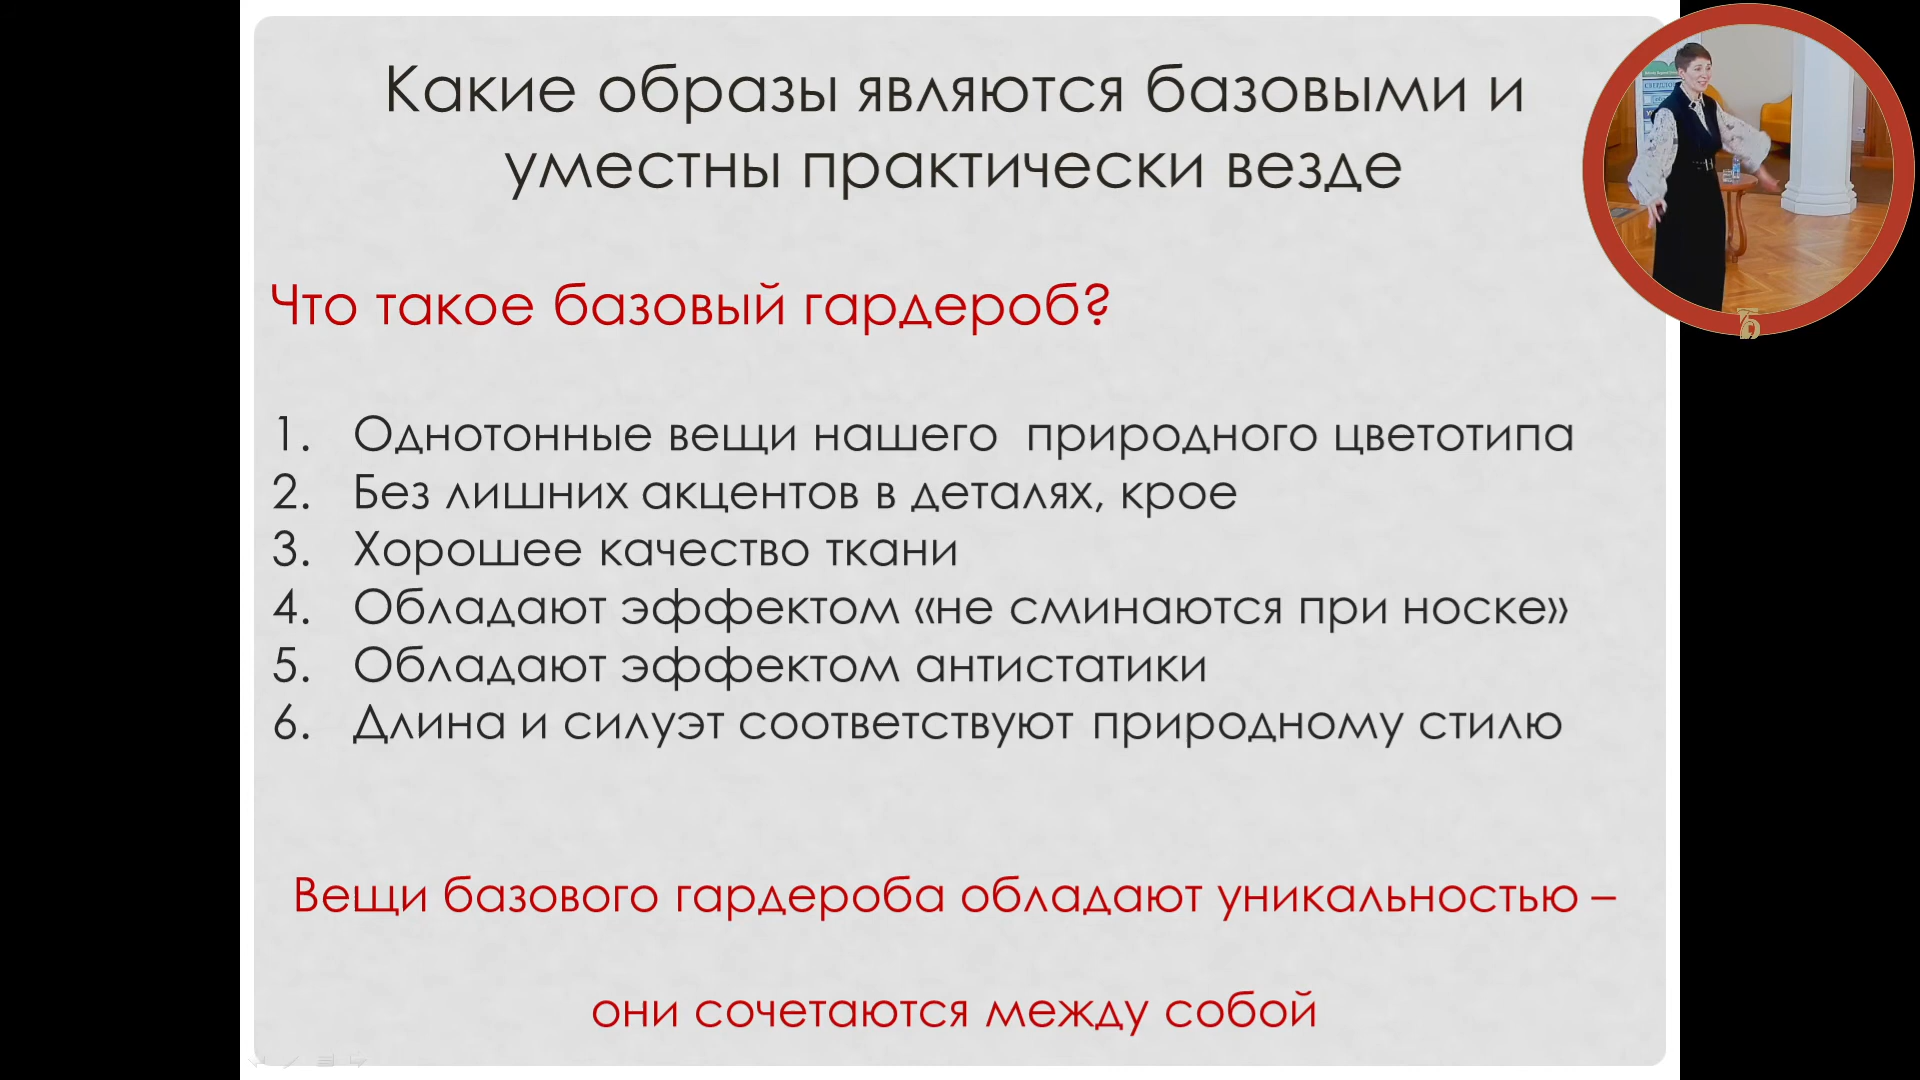 Какие образы являются базовыми и
уместны практически везде
Что такое базовый гардероб?
1. Однотонные вещи нашего природного цветотипа
2. Без лишних акцентов в деталях, крое
3. Хорошее качество ткани
4. Обладают эффектом «не сминаются при носке»
5. Обладают эффектом антистатики
6. Длина и силуэт соответствуют природному стилю
Вещи базового гардероба обладают уникальностью –
они сочетаются между собой